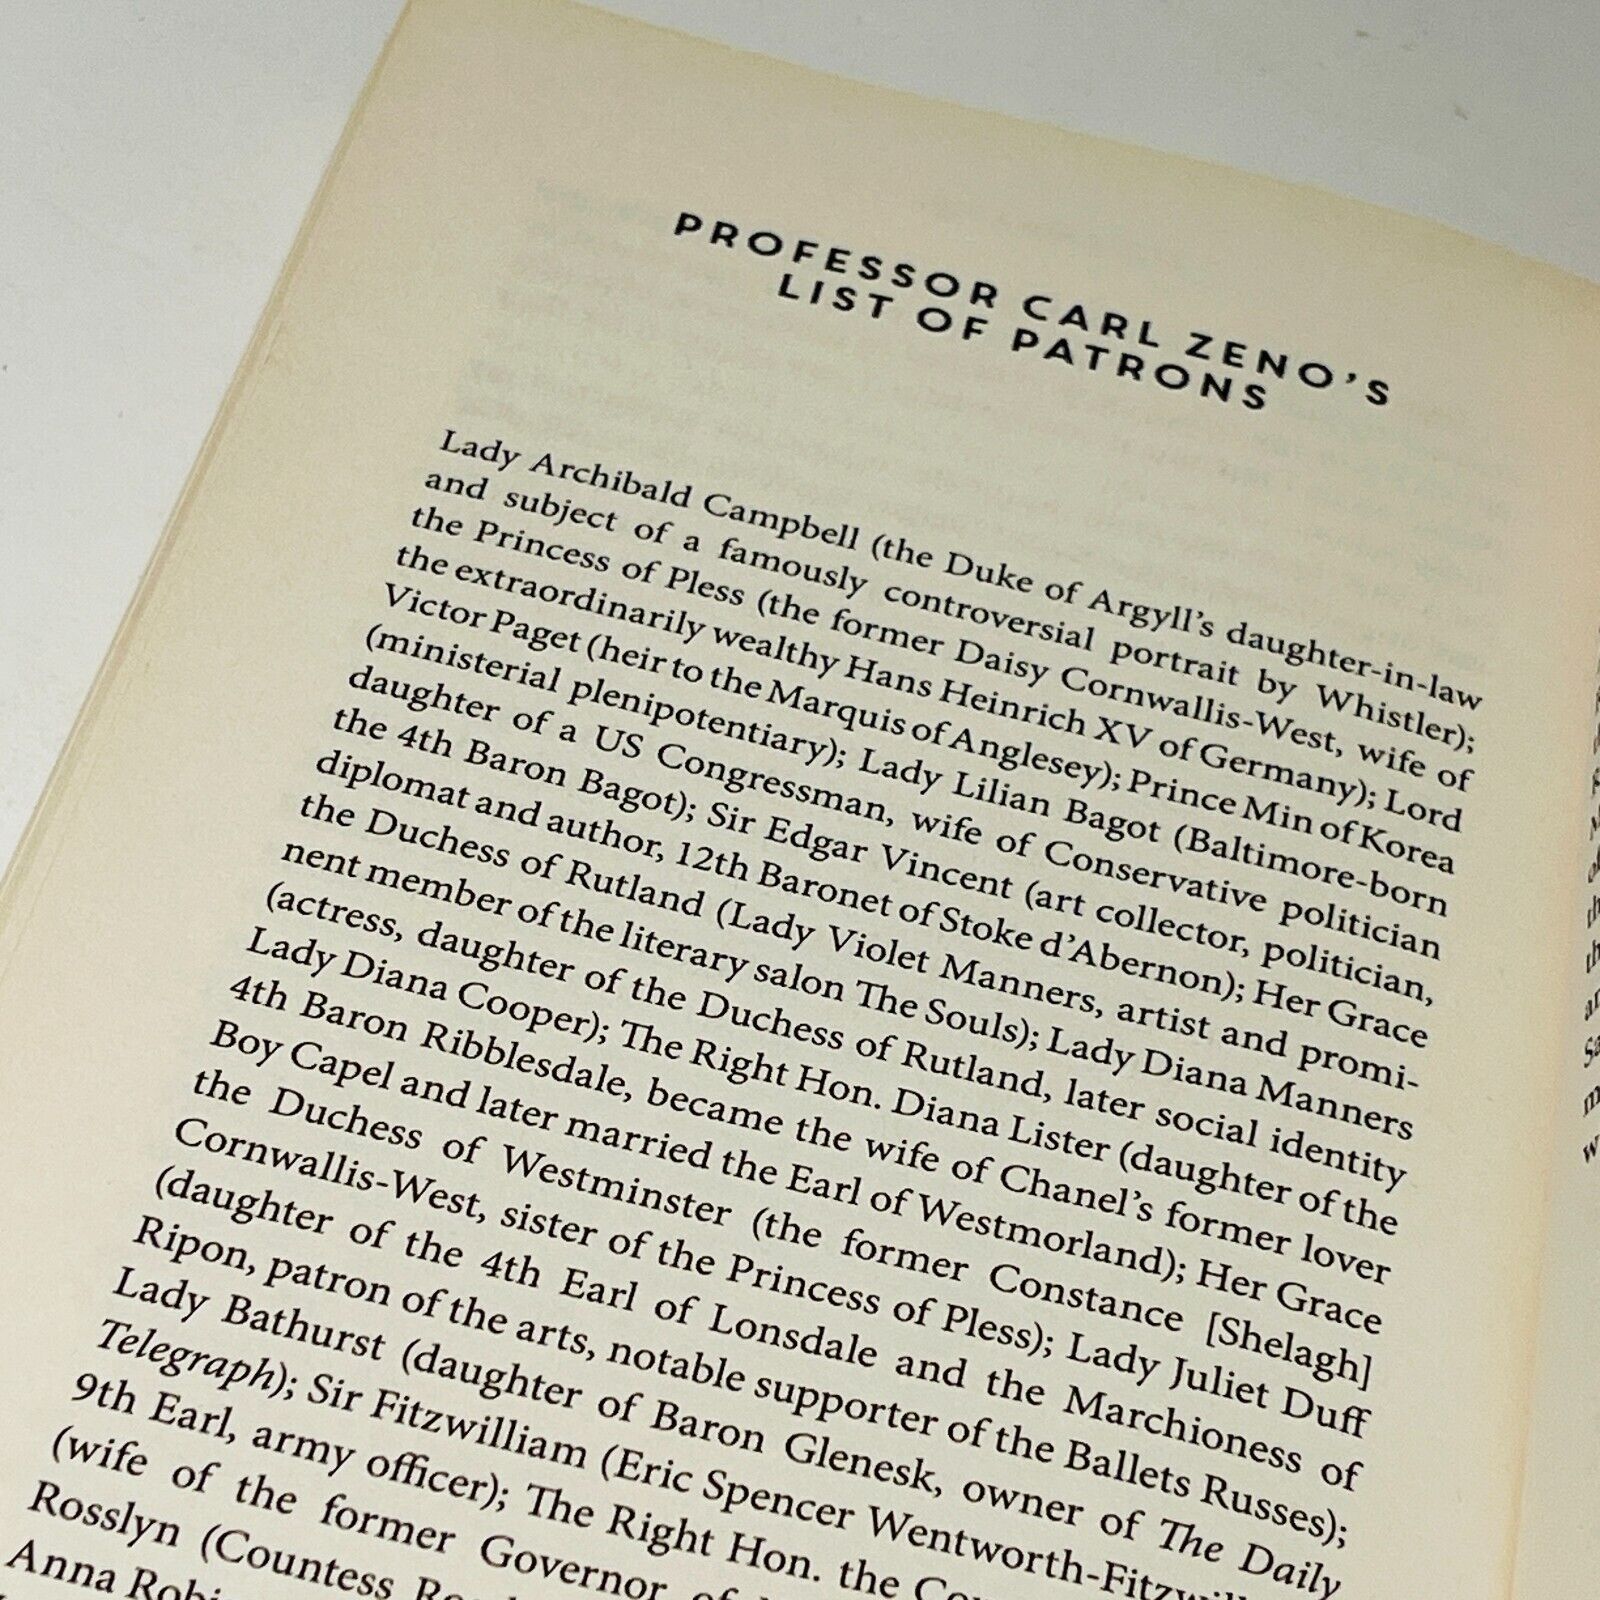 PROFESSOR CARL ZENO’S
LIST OF PATRONS
Lady Archibald Campbell (the Duke of Argyll’s daughter-in-law
and subject of a famously controversial portrait by Whistler);
the Princess of Pless (the former Daisy Cornwallis-West, wife of
the extraordinarily wealthy Hans Heinrich XV of Germany); Lord
Victor Paget (heir to the Marquis of Anglesey); Prince Min of Korea
(ministerial plenipotentiary); Lady Lilian Bagot (Baltimore-born
daughter of a US Congressman, wife of Conservative politician
the 4th Baron Bagot); Sir Edgar Vincent (art collector, politician,
diplomat and author, 12th Baronet of Stoke d’Abernon); Her Grace
the Duchess of Rutland (Lady Violet Manners, artist and promi-
nent member of the literary salon The Souls); Lady Diana Manners
(actress, daughter of the Duchess of Rutland, later social identity
Lady Diana Cooper); The Right Hon. Diana Lister (daughter of the
4th Baron Ribblesdale, became the wife of Chanel’s former lover
Boy Capel and later married the Earl of Westmorland); Her Grace
the Duchess of Westminster (the former Constance [Shelagh]
Cornwallis-West, sister of the Princess of Pless); Lady Juliet Duff
(daughter of the 4th Earl of Lonsdale and the Marchioness of
Ripon, patron of the arts, notable supporter of the Ballets Russes);
Lady Bathurst (daughter of Baron Glenesk, owner of The Daily
Telegraph); Sir Fitzwilliam (Eric Spencer Wentworth-
9th Earl, army officer); The Right Hon. the
(wife of the former Governor of
Rosslyn (Countess
Anna